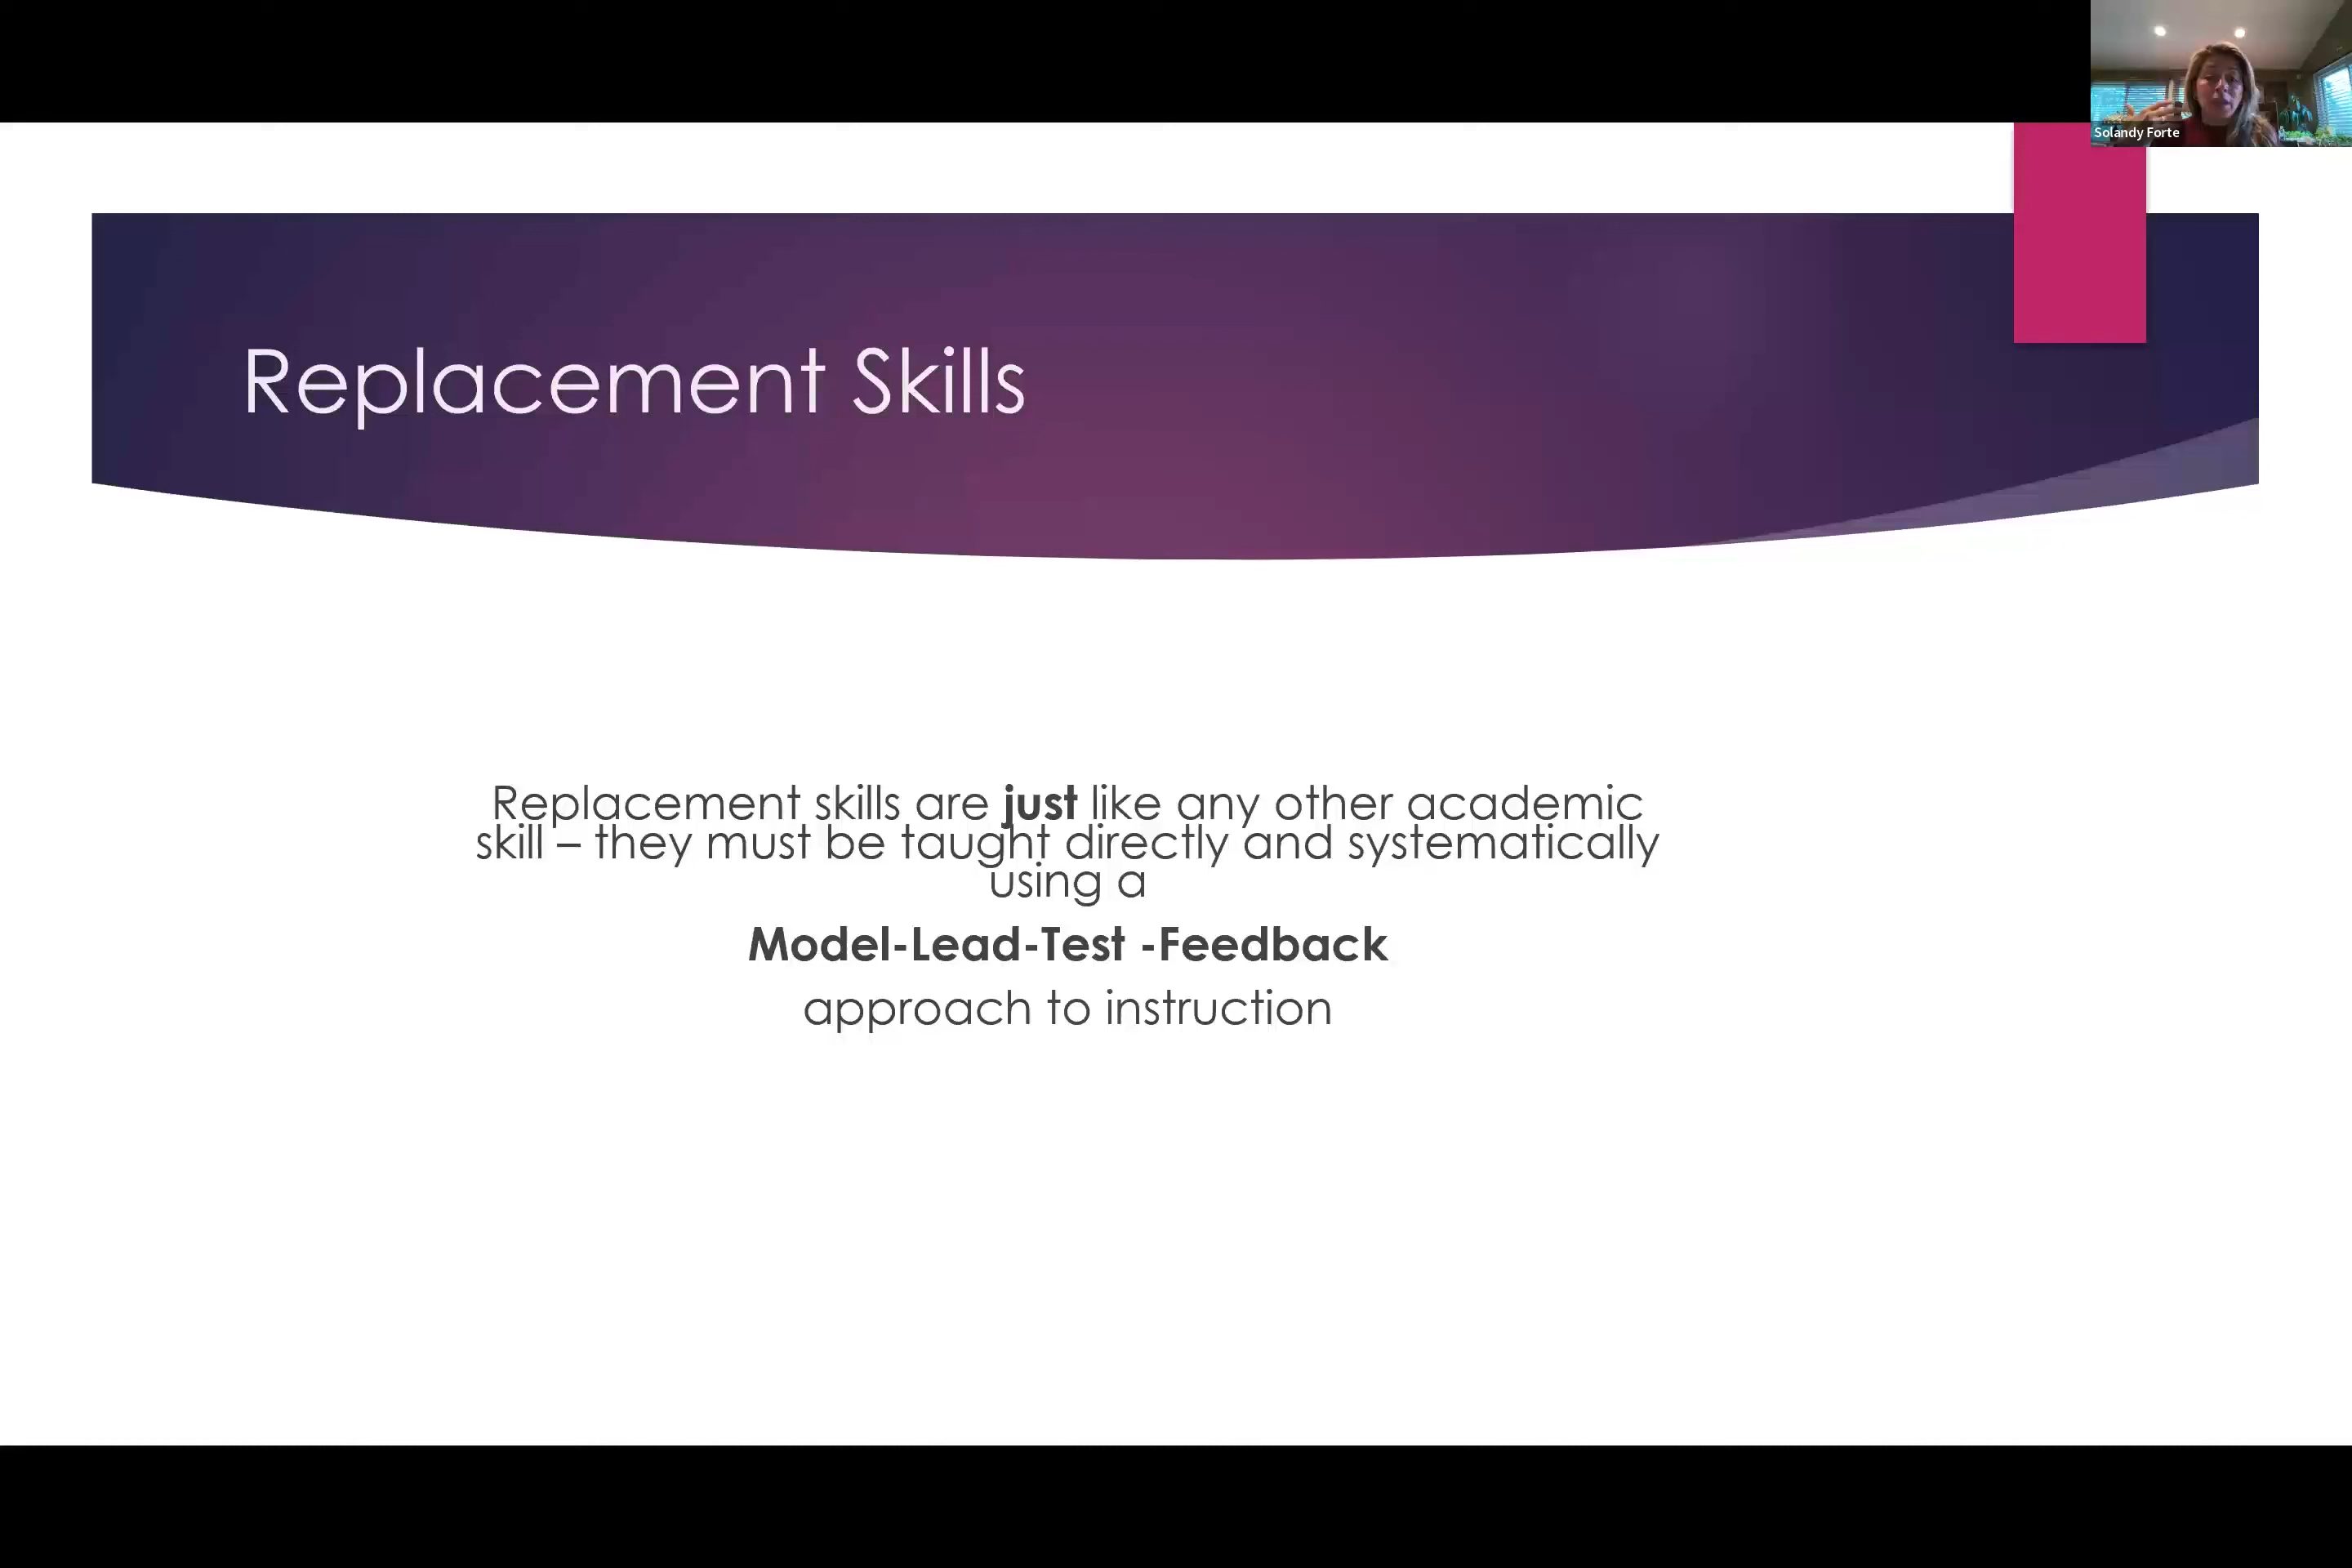 Solandy Forte
Replacement Skills
Replacement skills are just like any other academic
skill – they must be taught directly and systematically
using a
Model-Lead-Test -Feedback
approach to instruction